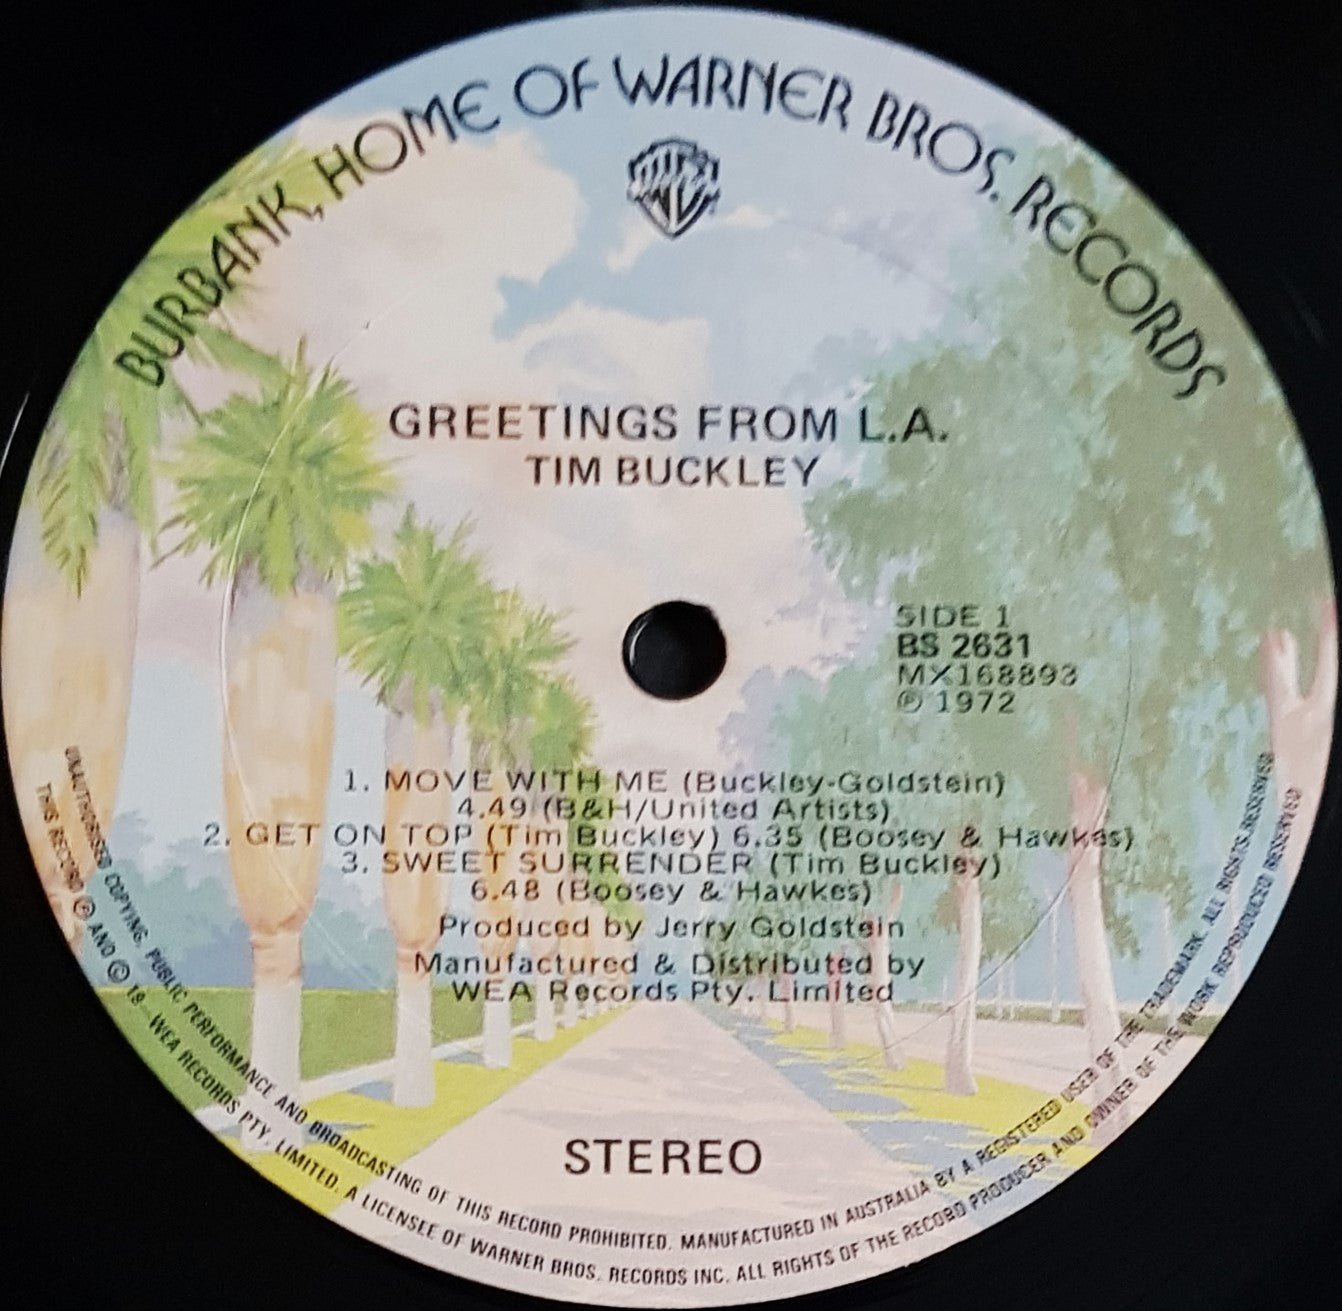 BURBANK, HOME OF WARNER BROS. RECORDS
GREETINGS FROM L.A.
TIM BUCKLEY
SIDE 1
BS 2631
MX168893
℗ 1972
1. MOVE WITH ME (Buckley-Goldstein)
4.49 (B&H/United Artists)
2. GET ON TOP (Tim Buckley) 6.35 (Boosey & Hawkes)
3. SWEET SURRENDER (Tim Buckley)
6.48 (Boosey & Hawkes)
Produced by Jerry Goldstein
Manufactured & Distributed by
WEA Records Pty. Limited
STEREO
UNAUTHORISED COPYING, PUBLIC PERFORMANCE AND BROADCASTING OF THIS RECORD PROHIBITED. MANUFACTURED IN AUSTRALIA BY A REGISTERED USER OF THE TRADEMARK. ALL RIGHTS RESERVED
THIS RECORD ℗ AND © 19 WEA RECORDS PTY. LIMITED. A LICENSEE OF WARNER BROS. RECORDS INC. ALL RIGHTS OF THE RECORD PRODUCER AND OWNER OF THE WORK REPRODUCED RESERVED